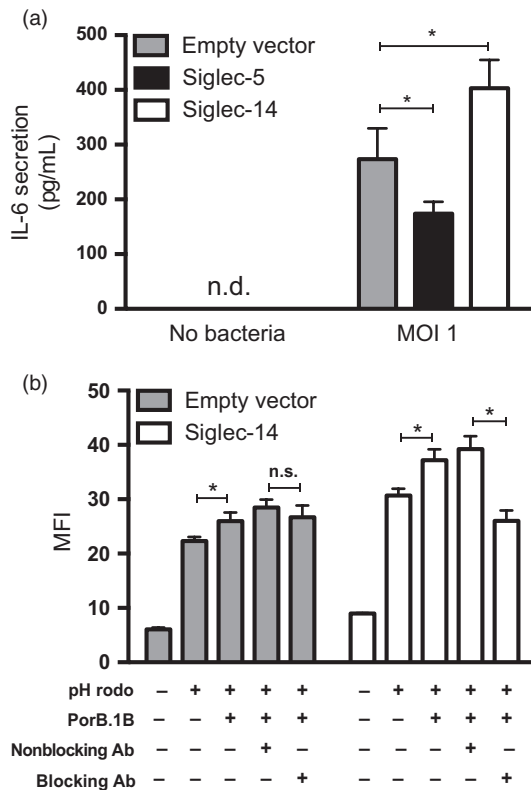 (a)
500
400
300
200
100
0
IL-6 secretion
(pg/mL)
Empty vector
Siglec-5
Siglec-14
*
*
n.d.
No bacteria
MOI 1
(b)
50
40
30
20
10
0
MFI
Empty vector
Siglec-14
*
n.s.
*
*
pH rodo – + + + + – + + + +
PorB.1B – – + + + – – + + +
Nonblocking Ab – – – + – – – – + –
Blocking Ab – – – – + – – – – +